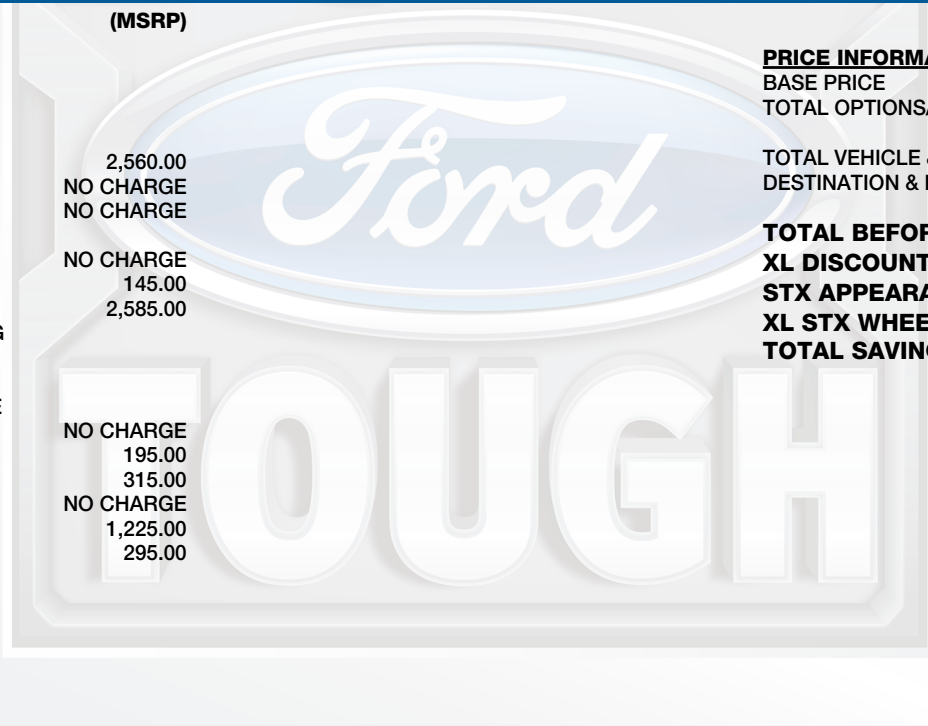 (MSRP)
2,560.00
NO CHARGE
NO CHARGE
NO CHARGE
145.00
2,585.00
NO CHARGE
195.00
315.00
NO CHARGE
1,225.00
295.00
Ford
TOUGH
PRICE INFORMA
BASE PRICE
TOTAL OPTIONS
TOTAL VEHICLE
DESTINATION &
TOTAL BEFOR
XL DISCOUNT
STX APPEARA
XL STX WHEE
TOTAL SAVIN